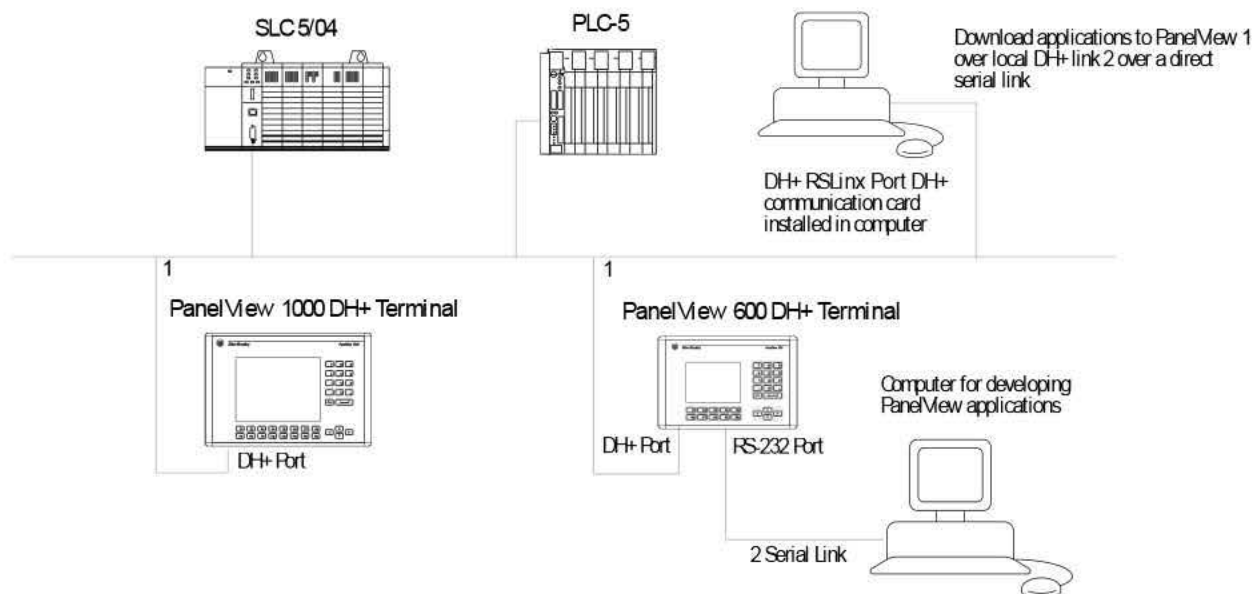 SLC 5/04
PLC-5
Download applications to PanelView 1
over local DH+ link 2 over a direct
serial link
DH+ RSLinx Port DH+
communication card
installed in computer
1
1
PanelView 1000 DH+ Terminal
PanelView 600 DH+ Terminal
Computer for developing
PanelView applications
DH+ Port
DH+ Port
RS-232 Port
2 Serial Link